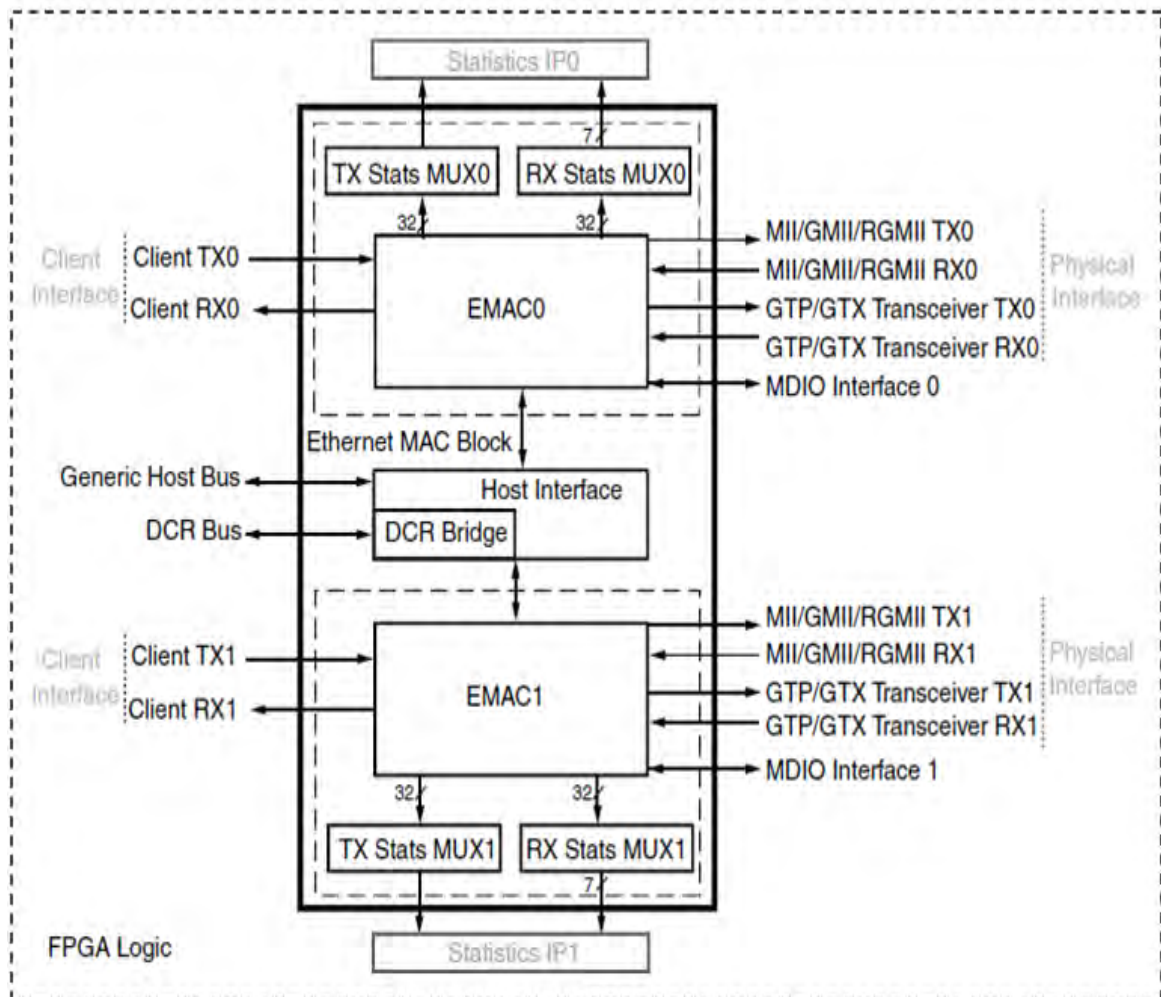 Statistics IP0
7
TX Stats MUX0
RX Stats MUX0
32
32
Client
Interface
Client TX0
Client RX0
EMAC0
MII/GMII/RGMII TX0
MII/GMII/RGMII RX0
GTP/GTX Transceiver TX0
GTP/GTX Transceiver RX0
MDIO Interface 0
Physical
Interface
Ethernet MAC Block
Generic Host Bus
Host Interface
DCR Bus
DCR Bridge
Client
Interface
Client TX1
Client RX1
EMAC1
MII/GMII/RGMII TX1
MII/GMII/RGMII RX1
GTP/GTX Transceiver TX1
GTP/GTX Transceiver RX1
MDIO Interface 1
Physical
Interface
32
32
TX Stats MUX1
RX Stats MUX1
7
FPGA Logic
Statistics IP1